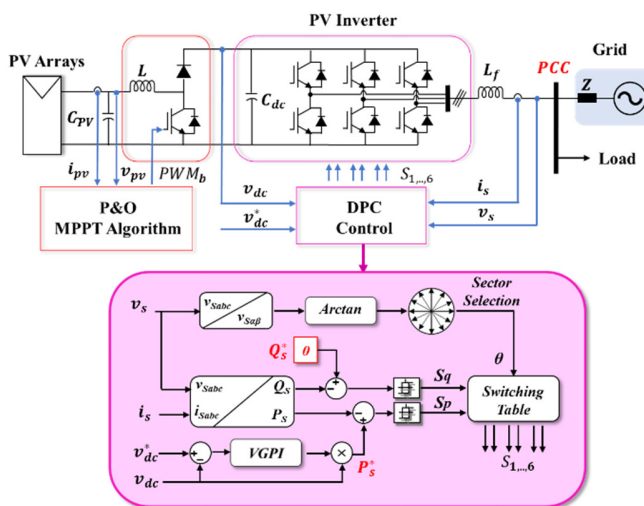 PV Inverter
Grid
PV Arrays
L
C_PV
C_dc
L_f
PCC
Z
Load
i_pv
v_pv
PWM_b
S_1,..,6
v_dc
v*_dc
i_s
v_s
P&O
MPPT Algorithm
DPC
Control
v_s
v_Sabc
v_Sαβ
Arctan
Sector
Selection
Q*_s
0
θ
v_Sabc
Q_s
i_s
i_Sabc
P_s
Sq
Sp
Switching
Table
v*_dc
VGPI
P*_s
v_dc
S_1,..,6